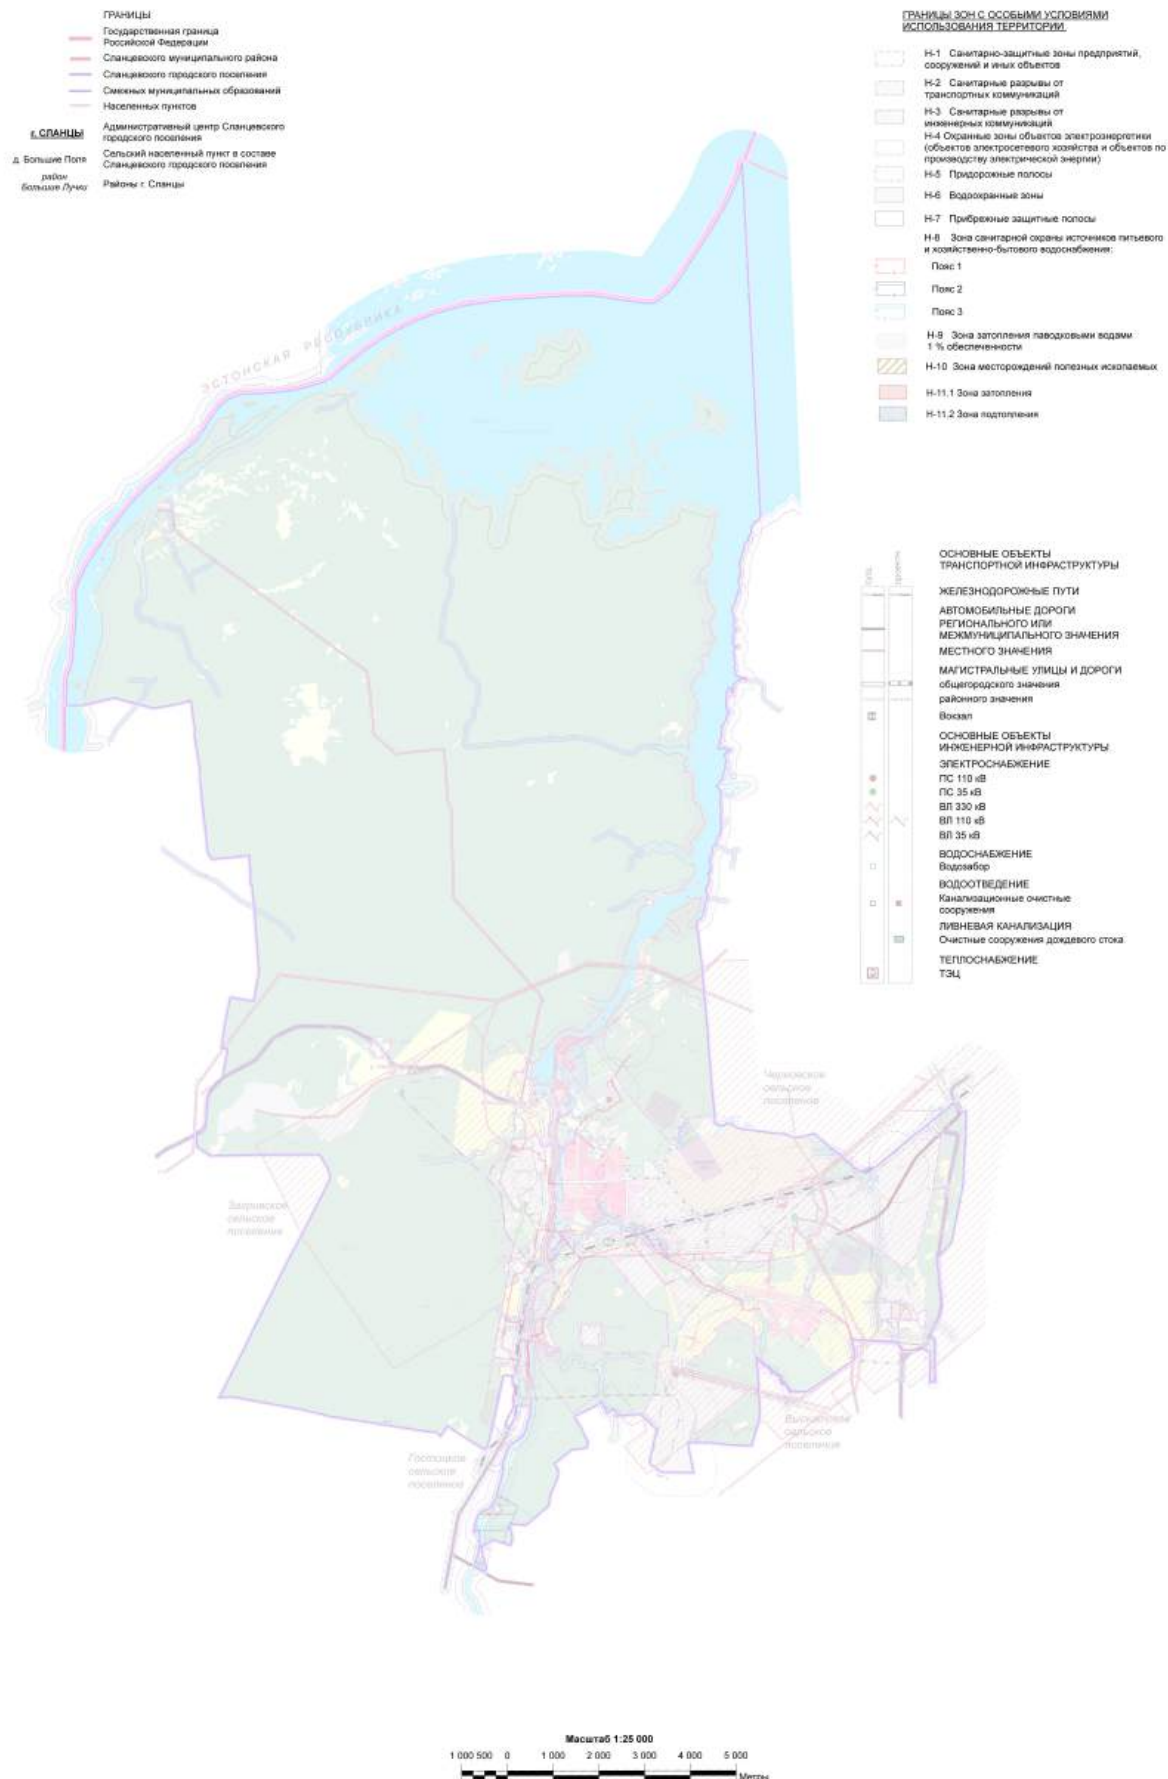 ГРАНИЦЫ
Государственная граница
Российской Федерации
Сланцевского муниципального района
Сланцевского городского поселения
Смежных муниципальных образований
Населенных пунктов
г. СЛАНЦЫ
Административный центр Сланцевского
городского поселения
д. Большие Поля
Сельский населенный пункт в составе
Сланцевского городского поселения
район
Большие Лучки
Районы г. Сланцы
ГРАНИЦЫ ЗОН С ОСОБЫМИ УСЛОВИЯМИ
ИСПОЛЬЗОВАНИЯ ТЕРРИТОРИИ
Н-1 Санитарно-защитные зоны предприятий,
сооружений и иных объектов
Н-2 Санитарные разрывы от
транспортных коммуникаций
Н-3 Санитарные разрывы от
инженерных коммуникаций
Н-4 Охранные зоны объектов электроэнергетики
(объектов электросетевого хозяйства и объектов по
производству электрической энергии)
Н-5 Придорожные полосы
Н-6 Водоохранные зоны
Н-7 Прибрежные защитные полосы
Н-8 Зона санитарной охраны источников питьевого
и хозяйственно-бытового водоснабжения:
Пояс 1
Пояс 2
Пояс 3
Н-9 Зона затопления паводковыми водами
1 % обеспеченности
Н-10 Зона месторождений полезных ископаемых
Н-11.1 Зона затопления
Н-11.2 Зона подтопления
ЭСТОНСКАЯ РЕСПУБЛИКА
ОСНОВНЫЕ ОБЪЕКТЫ
ТРАНСПОРТНОЙ ИНФРАСТРУКТУРЫ
ЖЕЛЕЗНОДОРОЖНЫЕ ПУТИ
АВТОМОБИЛЬНЫЕ ДОРОГИ
РЕГИОНАЛЬНОГО ИЛИ
МЕЖМУНИЦИПАЛЬНОГО ЗНАЧЕНИЯ
МЕСТНОГО ЗНАЧЕНИЯ
МАГИСТРАЛЬНЫЕ УЛИЦЫ И ДОРОГИ
общегородского значения
районного значения
Вокзал
ОСНОВНЫЕ ОБЪЕКТЫ
ИНЖЕНЕРНОЙ ИНФРАСТРУКТУРЫ
ЭЛЕКТРОСНАБЖЕНИЕ
ПС 110 кВ
ПС 35 кВ
ВЛ 330 кВ
ВЛ 110 кВ
ВЛ 35 кВ
ВОДОСНАБЖЕНИЕ
Водозабор
ВОДООТВЕДЕНИЕ
Канализационные очистные
сооружения
ЛИВНЕВАЯ КАНАЛИЗАЦИЯ
Очистные сооружения дождевого стока
ТЕПЛОСНАБЖЕНИЕ
ТЭЦ
Черновское
сельское
поселение
Загривское
сельское
поселение
Выскатское
сельское
поселение
Гостицкое
сельское
поселение
Масштаб 1:25 000
1 000 500 0 1 000 2 000 3 000 4 000 5 000
Метры